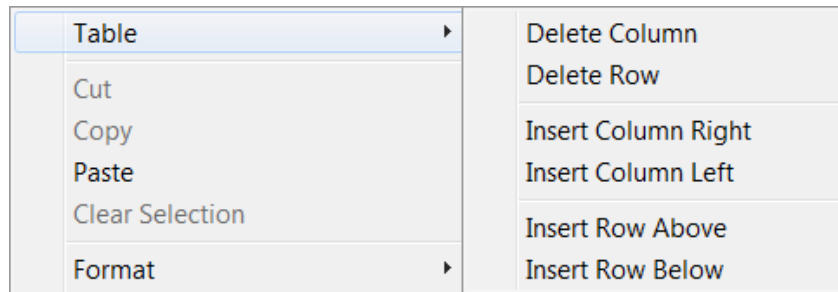 Table
Cut
Copy
Paste
Clear Selection
Format
Delete Column
Delete Row
Insert Column Right
Insert Column Left
Insert Row Above
Insert Row Below